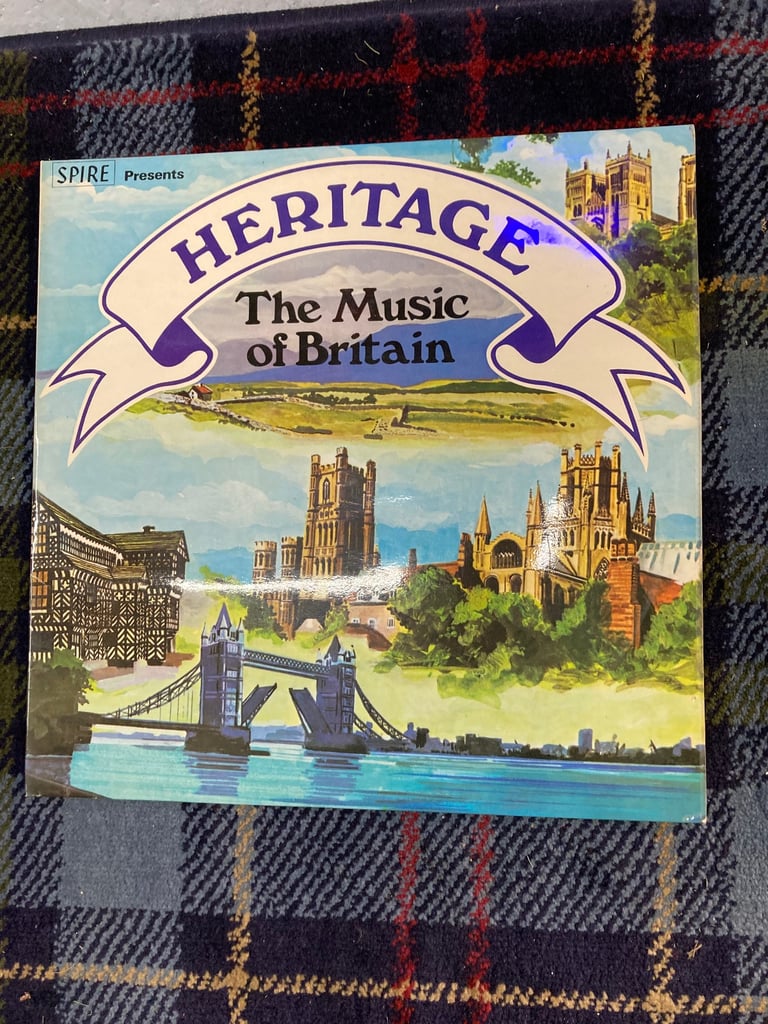 SPIRE Presents
HERITAGE
The Music
of Britain